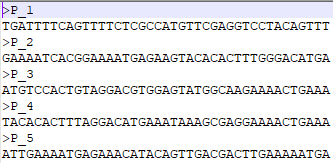 >P_1
TGATTTTCAGTTTTCTCGCCATGTTCGAGGTCCTACAGTTT
>P_2
GAAAATCACGGAAAATGAGAAGTACACACTTTGGGACATGA
>P_3
ATGTCCACTGTAGGACGTGGAGTATGGCAAGAAAACTGAAA
>P_4
TACACACTTTAGGACATGAAATAAAGCGAGGAAAACTGAAA
>P_5
ATTGAAAATGAGAAACATACAGTTGACGACTTGAAAAATGA